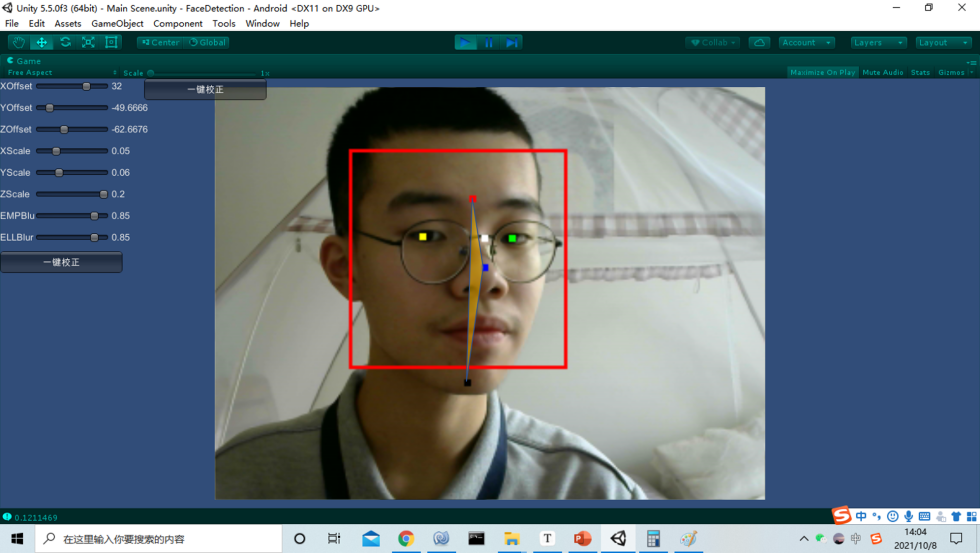 Unity 5.5.0f3 (64bit) - Main Scene.unity - FaceDetection - Android <DX11 on DX9 GPU>
File Edit Assets GameObject Component Tools Window Help
Center Global Collab Account Layers Layout
Game
Free Aspect Scale 1x Maximize On Play Mute Audio Stats Gizmos
XOffset 32 一键校正
YOffset -49.6666
ZOffset -62.6676
XScale 0.05
YScale 0.06
ZScale 0.2
EMPBlu 0.85
ELLBlur 0.85
一键校正
0.1211469
S 中
在这里输入你要搜索的内容
T P 中 S 14:04
2021/10/8